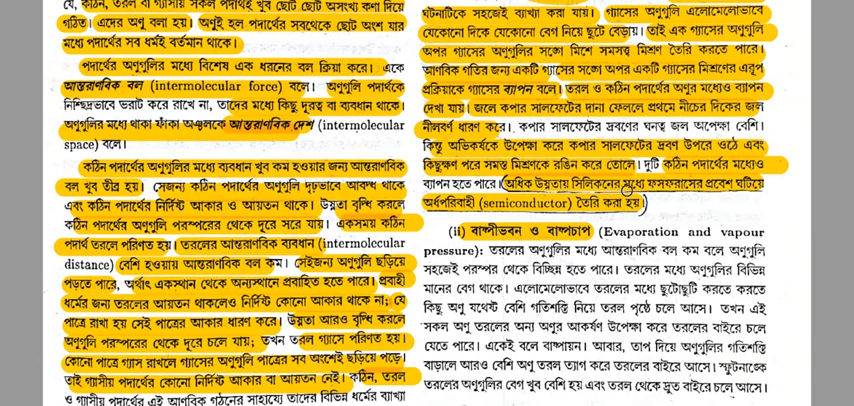 যে, কঠিন, তরল বা গ্যাসীয় সকল পদার্থই খুব ছোট ছোট অসংখ্য কণা দিয়ে
গঠিত। এদের অণু বলা হয়। অণুই হল পদার্থের সবথেকে ছোট অংশ যার
মধ্যে পদার্থের সব ধর্মই বর্তমান থাকে।
পদার্থের অণুগুলির মধ্যে বিশেষ এক ধরনের বল ক্রিয়া করে। একে
আন্তরাণবিক বল (intermolecular force) বলে। অণুগুলি পদার্থকে
নিশ্ছিদ্রভাবে ভরাট করে রাখে না, তাদের মধ্যে কিছু দূরত্ব বা ব্যবধান থাকে।
অণুগুলির মধ্যে থাকা ফাঁকা অঞ্চলকে আন্তরাণবিক দেশ (intermolecular
space) বলে।
কঠিন পদার্থের অণুগুলির মধ্যে ব্যবধান খুব কম হওয়ার জন্য আন্তরাণবিক
বল খুব তীব্র হয়। সেজন্য কঠিন পদার্থের অণুগুলি দৃঢ়ভাবে আবদ্ধ থাকে
এবং কঠিন পদার্থের নির্দিষ্ট আকার ও আয়তন থাকে। উষ্ণতা বৃদ্ধি করলে
কঠিন পদার্থের অণুগুলি পরস্পরের থেকে দূরে সরে যায়। একসময় কঠিন
পদার্থ তরলে পরিণত হয়। তরলের আন্তরাণবিক ব্যবধান (intermolecular
distance) বেশি হওয়ায় আন্তরাণবিক বল কম। সেইজন্য অণুগুলি ছড়িয়ে
পড়তে পারে, অর্থাৎ একস্থান থেকে অন্যস্থানে প্রবাহিত হতে পারে। প্রবাহী
ধর্মের জন্য তরলের আয়তন থাকলেও নির্দিষ্ট কোনো আকার থাকে না; যে
পাত্রে রাখা হয় সেই পাত্রের আকার ধারণ করে। উষ্ণতা আরও বৃদ্ধি করলে
অণুগুলি পরস্পরের থেকে দূরে চলে যায়; তখন তরল গ্যাসে পরিণত হয়।
কোনো পাত্রে গ্যাস রাখলে গ্যাসের অণুগুলি পাত্রের সব অংশেই ছড়িয়ে পড়ে।
তাই গ্যাসীয় পদার্থের কোনো নির্দিষ্ট আকার বা আয়তন নেই। কঠিন, তরল
ও গ্যাসীয় পদার্থের এই আণবিক গঠনের সাহায্যে তাদের বিভিন্ন ধর্মের ব্যাখ্যা
ঘটনাটিকে সহজেই ব্যাখ্যা করা যায়। গ্যাসের অণুগুলি এলোমেলোভাবে
যেকোনো দিকে যেকোনো বেগ নিয়ে ছুটে বেড়ায়। তাই এক গ্যাসের অণুগুলি
অপর গ্যাসের অণুগুলির সঙ্গে মিশে সমসত্ত্ব মিশ্রণ তৈরি করতে পারে।
আণবিক গতির জন্য একটি গ্যাসের সঙ্গে অপর একটি গ্যাসের মিশ্রণের এরূপ
প্রক্রিয়াকে গ্যাসের ব্যাপন বলে। তরল ও কঠিন পদার্থের অণুর মধ্যেও ব্যাপন
দেখা যায়। জলে কপার সালফেটের দানা ফেললে প্রথমে নীচের দিকের জল
নীলবর্ণ ধারণ করে। কপার সালফেটের দ্রবণের ঘনত্ব জল অপেক্ষা বেশি।
কিন্তু অভিকর্ষকে উপেক্ষা করে কপার সালফেটের দ্রবণ উপরে ওঠে এবং
কিছুক্ষণ পরে সমস্ত মিশ্রণকে রঙিন করে তোলে। দুটি কঠিন পদার্থের মধ্যেও
ব্যাপন হতে পারে। অধিক উষ্ণতায় সিলিকনের মধ্যে ফসফরাসের প্রবেশ ঘটিয়ে
অর্ধপরিবাহী (semiconductor) তৈরি করা হয়।
(ii) বাষ্পীভবন ও বাষ্পচাপ (Evaporation and vapour
pressure): তরলের অণুগুলির মধ্যে আন্তরাণবিক বল কম বলে অণুগুলি
সহজেই পরস্পর থেকে বিচ্ছিন্ন হতে পারে। তরলের মধ্যে অণুগুলির বিভিন্ন
মানের বেগ থাকে। এলোমেলোভাবে তরলের মধ্যে ছুটোছুটি করতে করতে
কিছু অণু যথেষ্ট বেশি গতিশক্তি নিয়ে তরল পৃষ্ঠে চলে আসে। তখন এই
সকল অণু তরলের অন্য অণুর আকর্ষণ উপেক্ষা করে তরলের বাইরে চলে
যেতে পারে। একেই বলে বাষ্পায়ন। আবার, তাপ দিয়ে অণুগুলির গতিশক্তি
বাড়ালে আরও বেশি অণু তরল ত্যাগ করে তরলের বাইরে আসে। স্ফুটনাঙ্কে
তরলের অণুগুলির বেগ খুব বেশি হয় এবং তরল থেকে দ্রুত বাইরে চলে আসে।